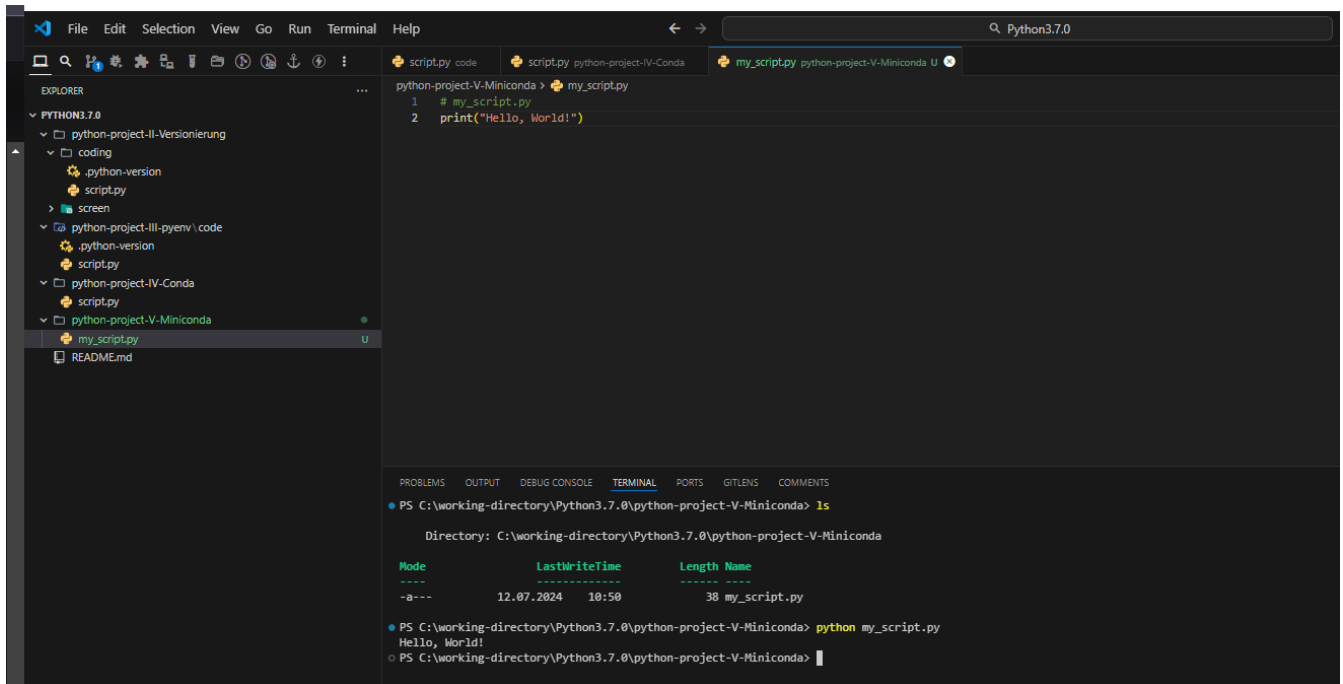 File Edit Selection View Go Run Terminal Help
Python3.7.0
script.py code script.py python-project-IV-Conda my_script.py python-project-V-Miniconda U
EXPLORER
PYTHON3.7.0
python-project-II-Versionierung
coding
.python-version
script.py
screen
python-project-III-pyenv\code
.python-version
script.py
python-project-IV-Conda
script.py
python-project-V-Miniconda
my_script.py U
README.md
python-project-V-Miniconda > my_script.py
1 # my_script.py
2 print("Hello, World!")
PROBLEMS OUTPUT DEBUG CONSOLE TERMINAL PORTS GITLENS COMMENTS
PS C:\working-directory\Python3.7.0\python-project-V-Miniconda> ls
Directory: C:\working-directory\Python3.7.0\python-project-V-Miniconda
Mode LastWriteTime Length Name
---- ------------- ------ ----
-a--- 12.07.2024 10:50 38 my_script.py
PS C:\working-directory\Python3.7.0\python-project-V-Miniconda> python my_script.py
Hello, World!
PS C:\working-directory\Python3.7.0\python-project-V-Miniconda>